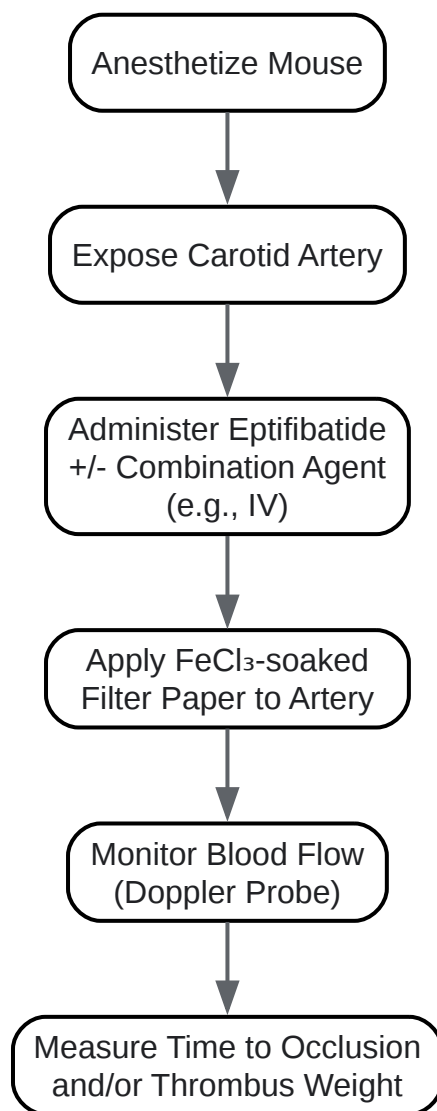 Anesthetize Mouse
Expose Carotid Artery
Administer Eptifibatide
+/- Combination Agent
(e.g., IV)
Apply FeCl₃-soaked
Filter Paper to Artery
Monitor Blood Flow
(Doppler Probe)
Measure Time to Occlusion
and/or Thrombus Weight